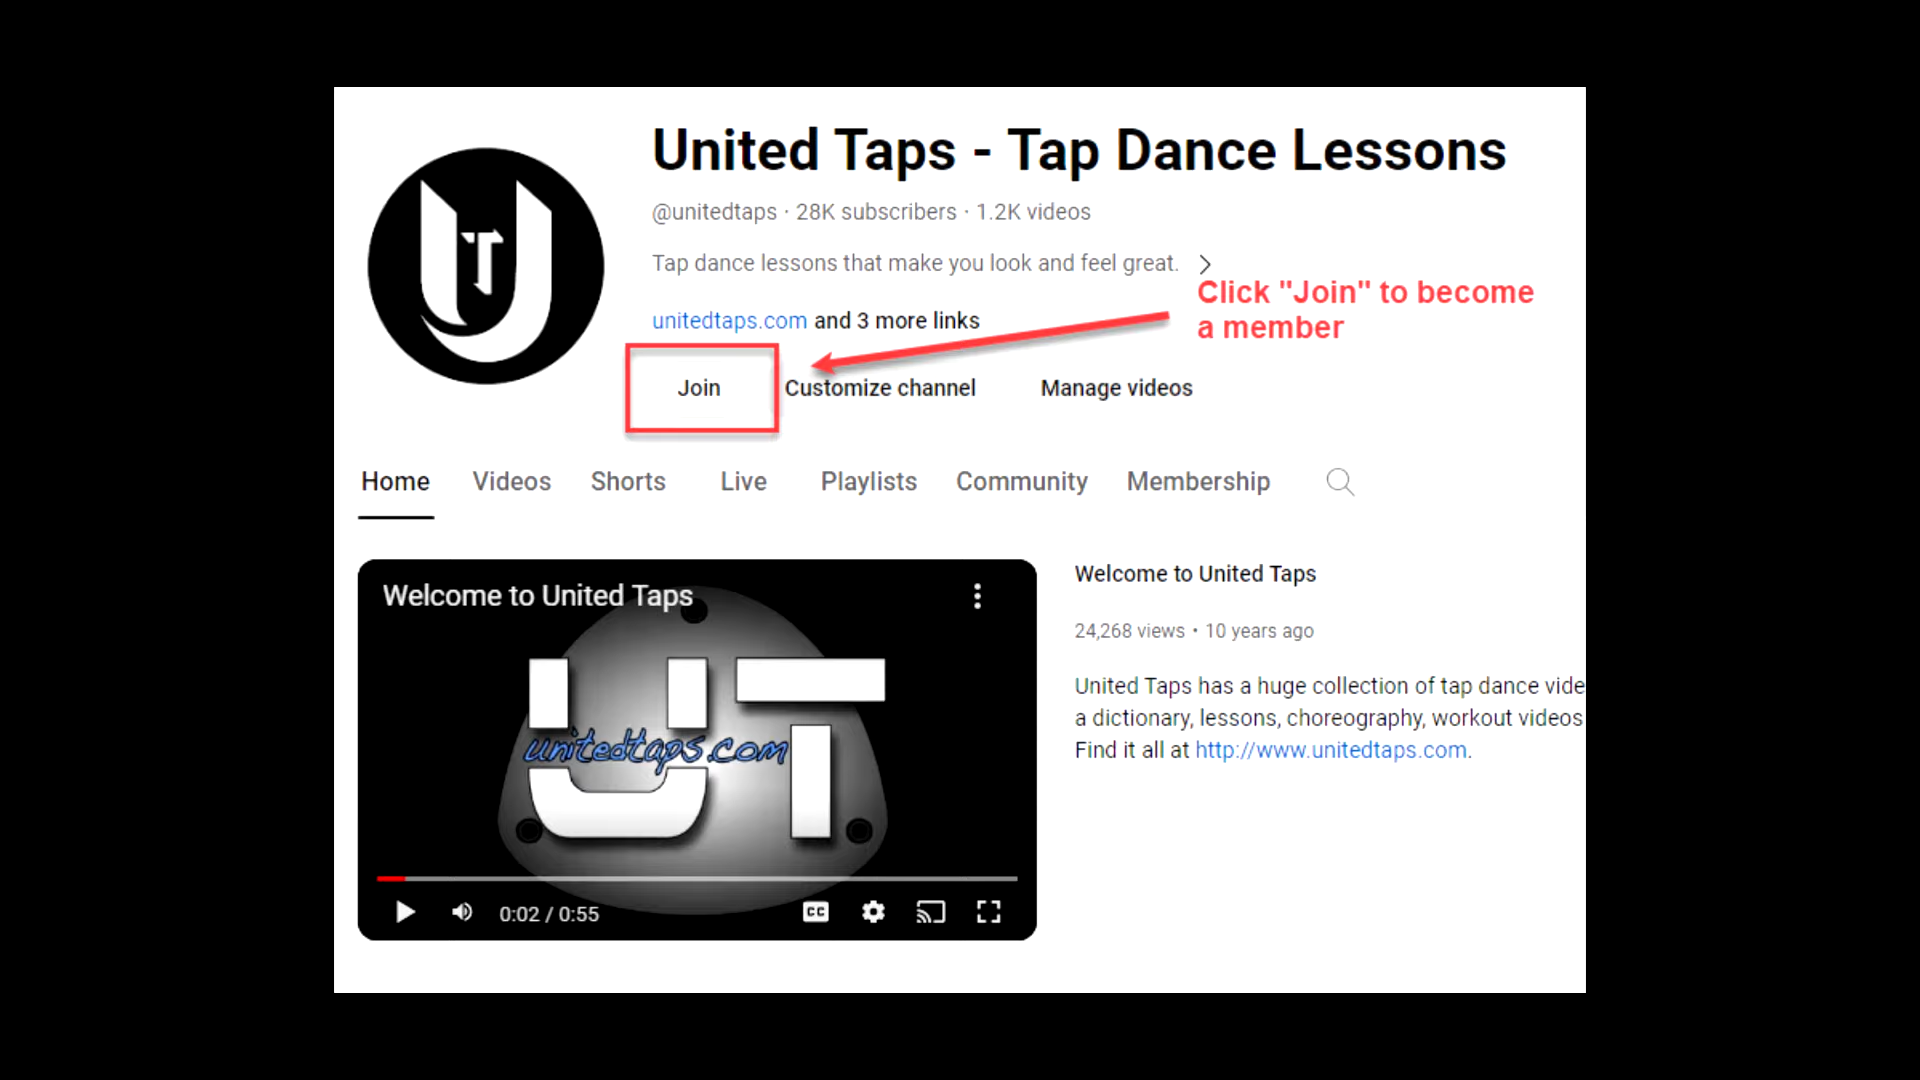 United Taps - Tap Dance Lessons
@unitedtaps · 28K subscribers · 1.2K videos
Tap dance lessons that make you look and feel great.
Click "Join" to become
a member
unitedtaps.com and 3 more links
Join
Customize channel
Manage videos
Home
Videos
Shorts
Live
Playlists
Community
Membership
Welcome to United Taps
UT
unitedtaps.com
0:02 / 0:55
CC
Welcome to United Taps
24,268 views • 10 years ago
United Taps has a huge collection of tap dance vide
a dictionary, lessons, choreography, workout videos
Find it all at http://www.unitedtaps.com.
UT